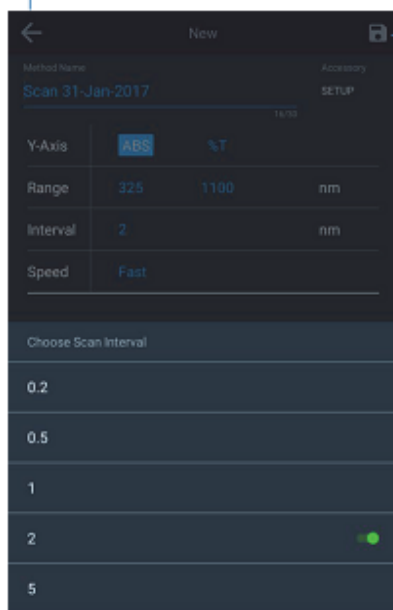 New
Method Name Accessory
Scan 31-Jan-2017 SETUP
16/30
Y-Axis ABS %T
Range 325 1100 nm
Interval 2 nm
Speed Fast
Choose Scan Interval
0.2
0.5
1
2
5